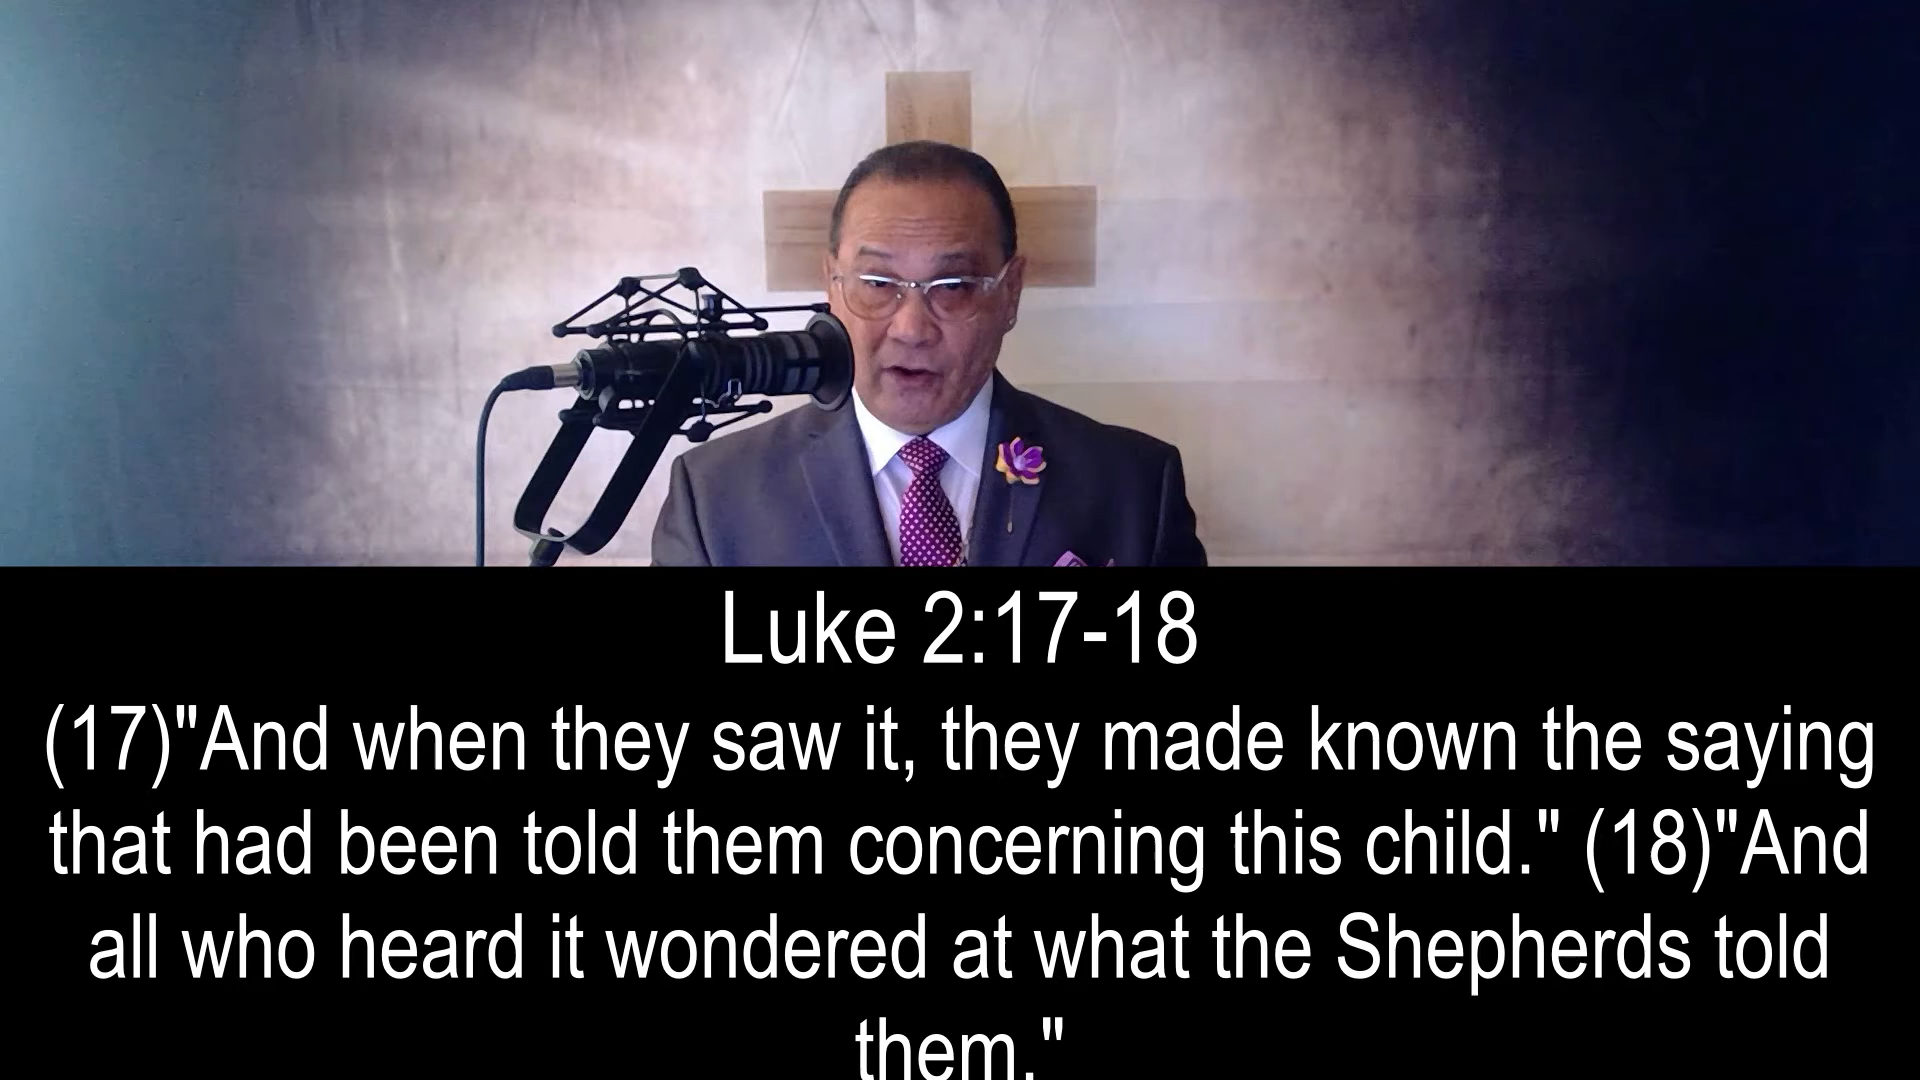 Luke 2:17-18
(17)"And when they saw it, they made known the saying
that had been told them concerning this child." (18)"And
all who heard it wondered at what the Shepherds told
them."